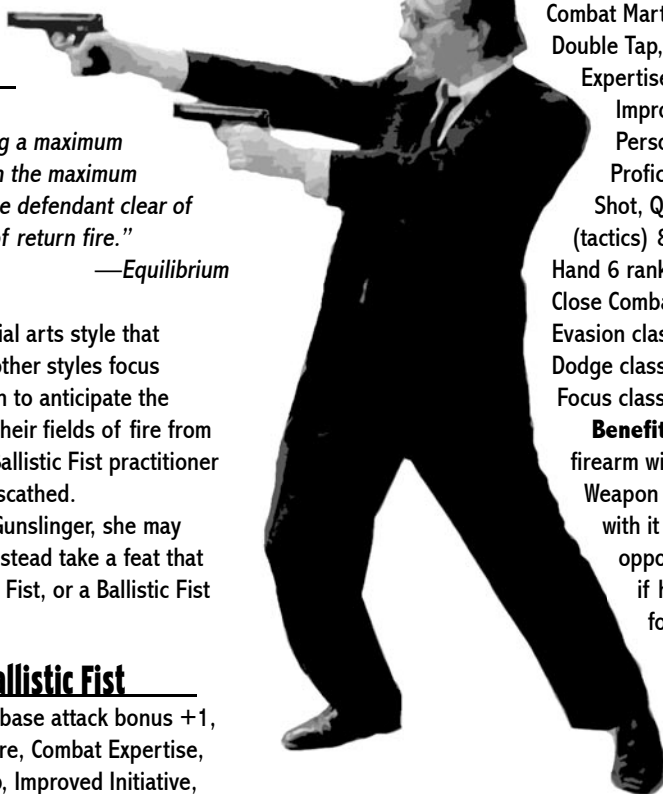 g a maximum
the maximum
defendant clear of
return fire.”
—Equilibrium
ial arts style that
other styles focus
to anticipate the
their fields of fire from
allistic Fist practitioner
scathed.
Gunslinger, she may
stead take a feat that
Fist, or a Ballistic Fist
allistic Fist
base attack bonus +1,
re, Combat Expertise,
Improved Initiative,
Combat Mart
Double Tap,
Expertise
Impro
Perso
Profic
Shot, Q
(tactics) 8
Hand 6 rank
Close Comba
Evasion clas
Dodge class
Focus class
Benefit
firearm wi
Weapon
with it
oppo
if h
fo